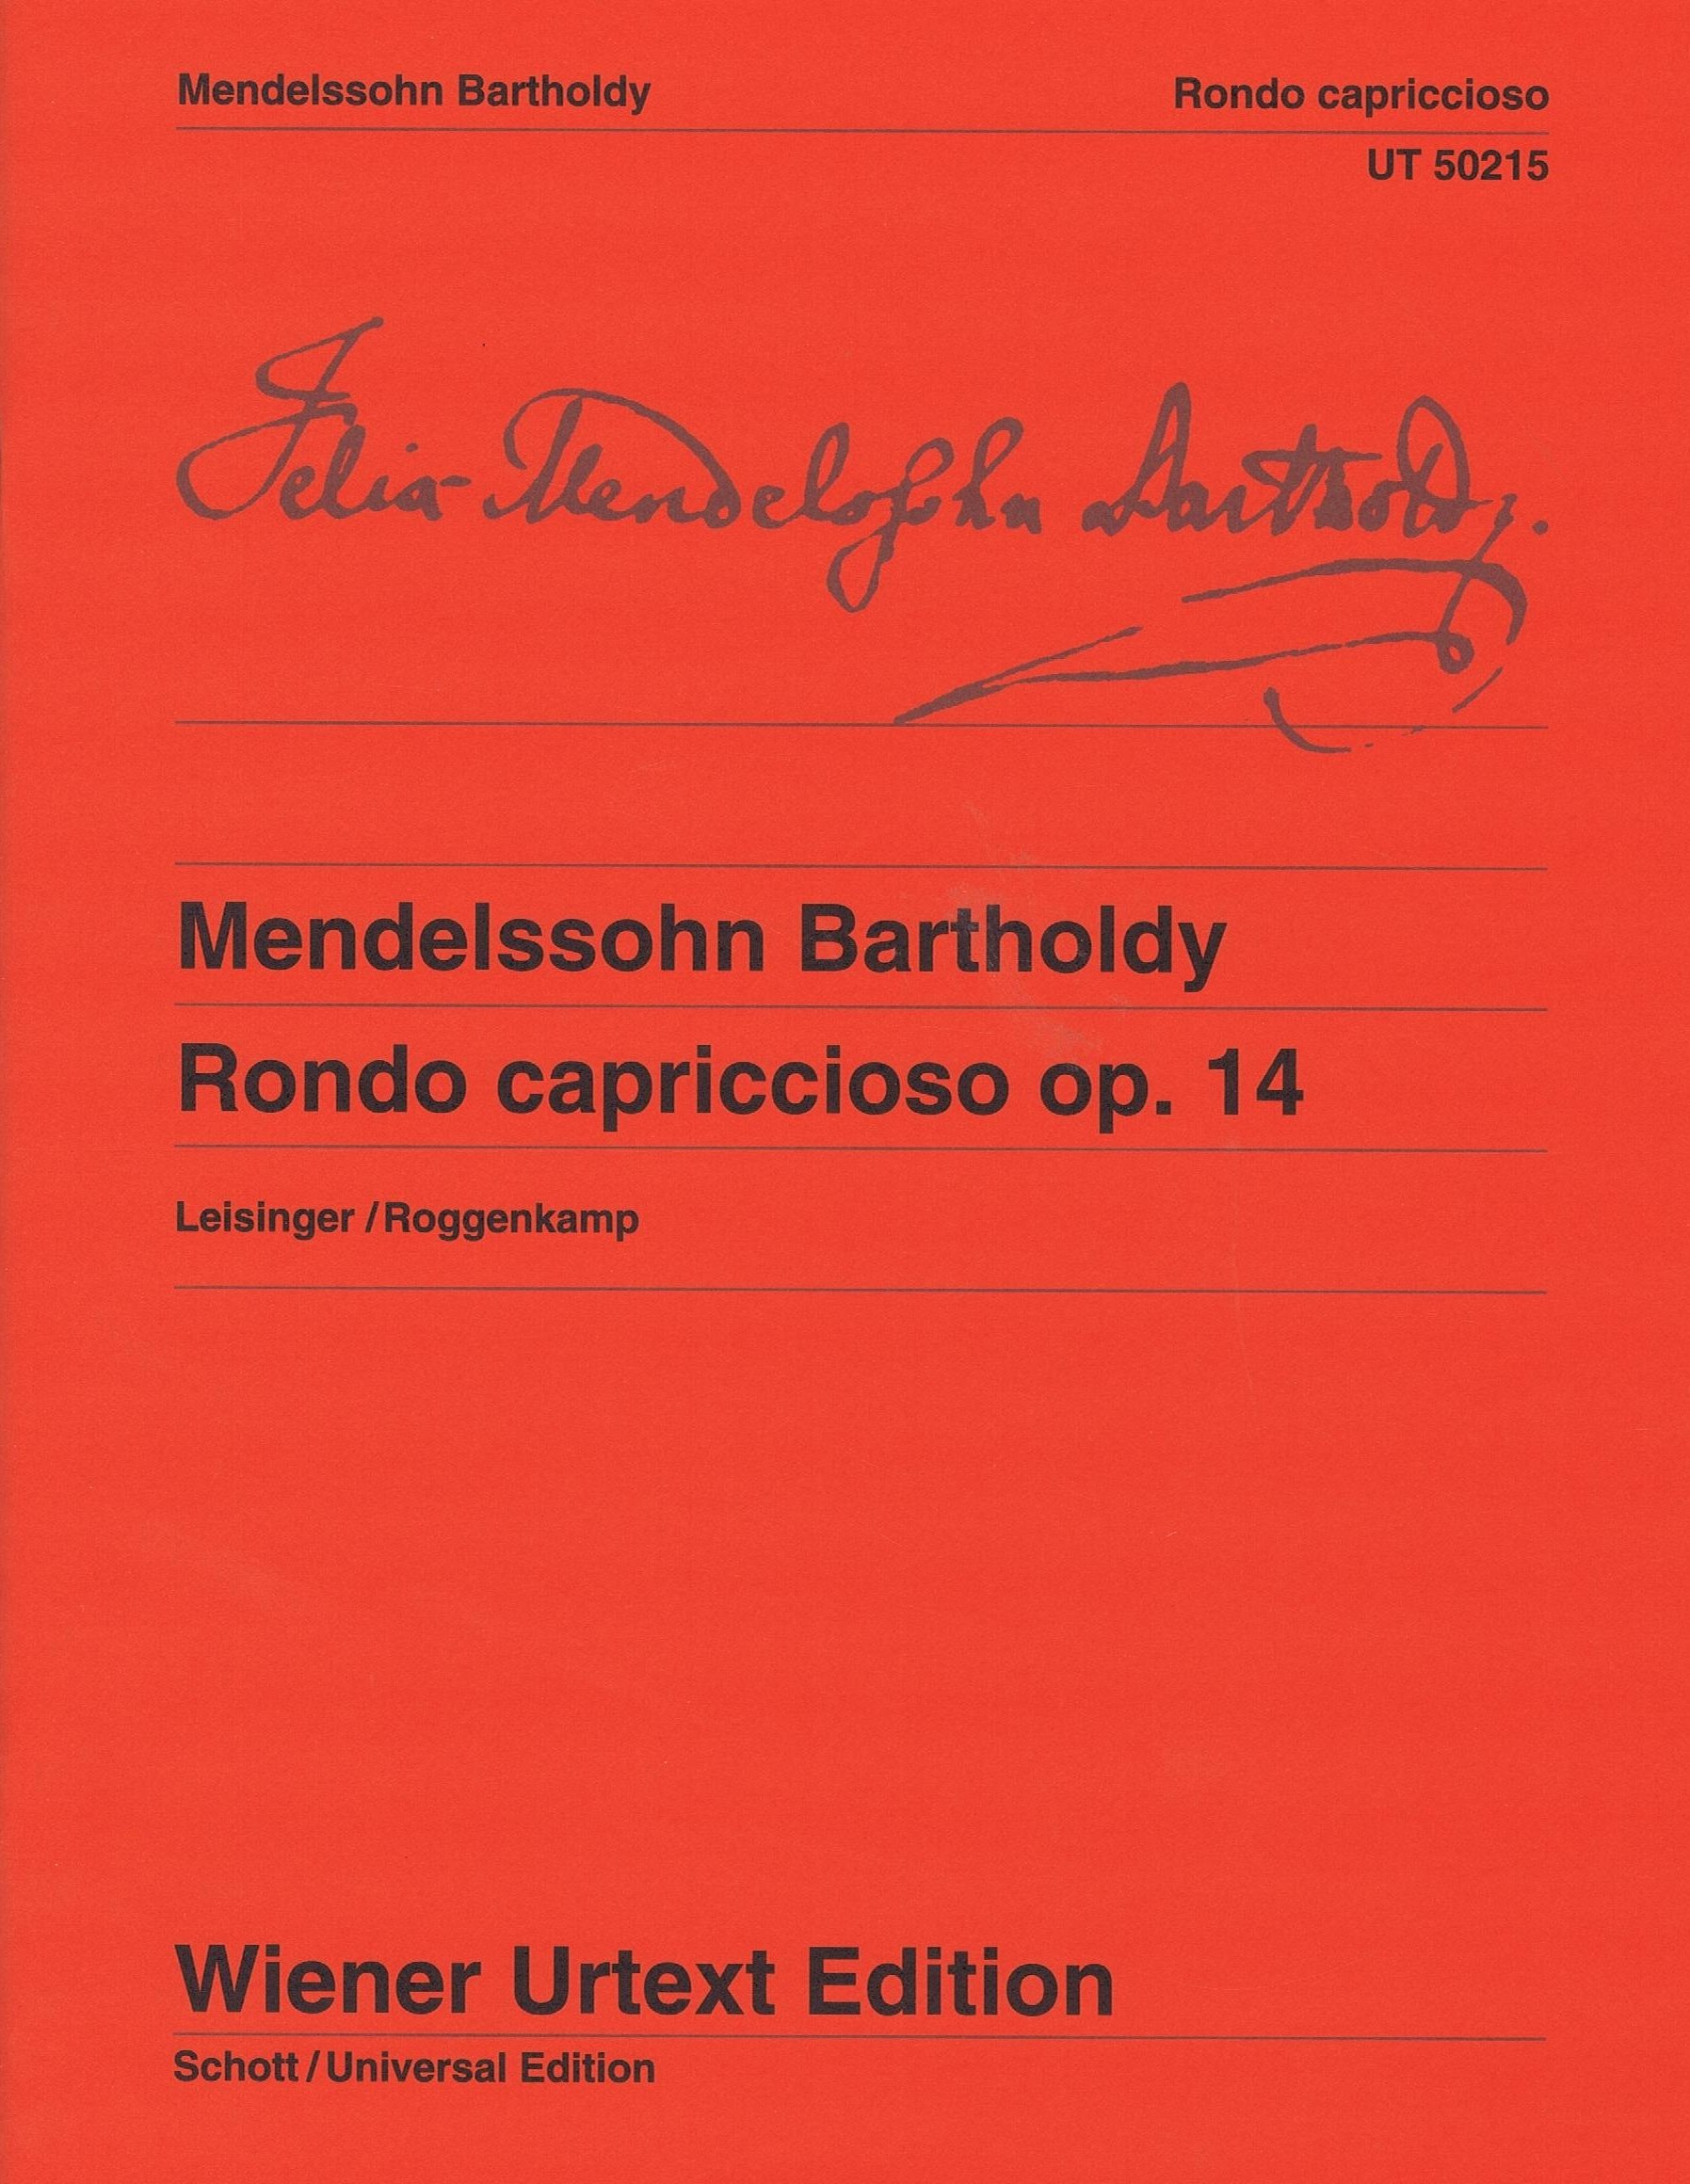 Mendelssohn Bartholdy
Rondo capriccioso
UT 50215
Felix Mendelssohn Bartholdy.
Mendelssohn Bartholdy
Rondo capriccioso op. 14
Leisinger / Roggenkamp
Wiener Urtext Edition
Schott / Universal Edition